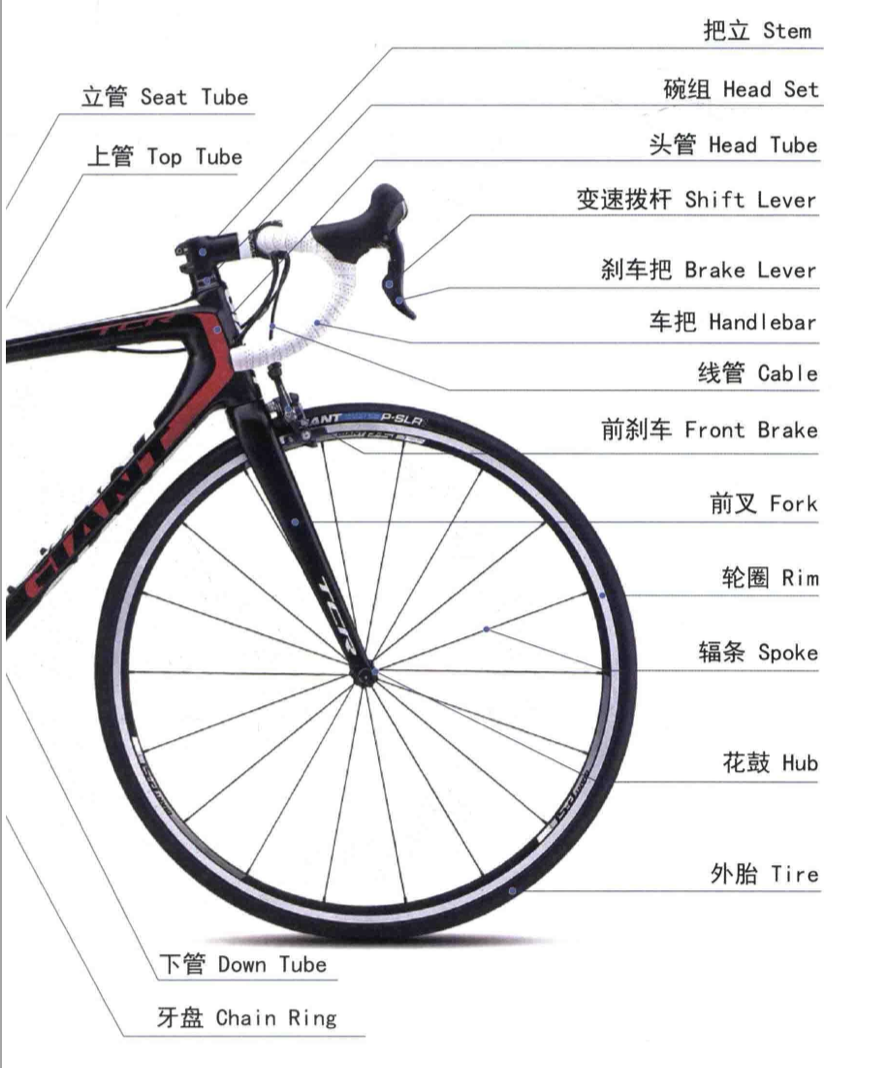 把立 Stem
碗组 Head Set
立管 Seat Tube
头管 Head Tube
上管 Top Tube
变速拨杆 Shift Lever
刹车把 Brake Lever
车把 Handlebar
TCR
线管 Cable
GIANT P-SLR
前刹车 Front Brake
前叉 Fork
GIANT
轮圈 Rim
TCR
辐条 Spoke
花鼓 Hub
外胎 Tire
下管 Down Tube
牙盘 Chain Ring